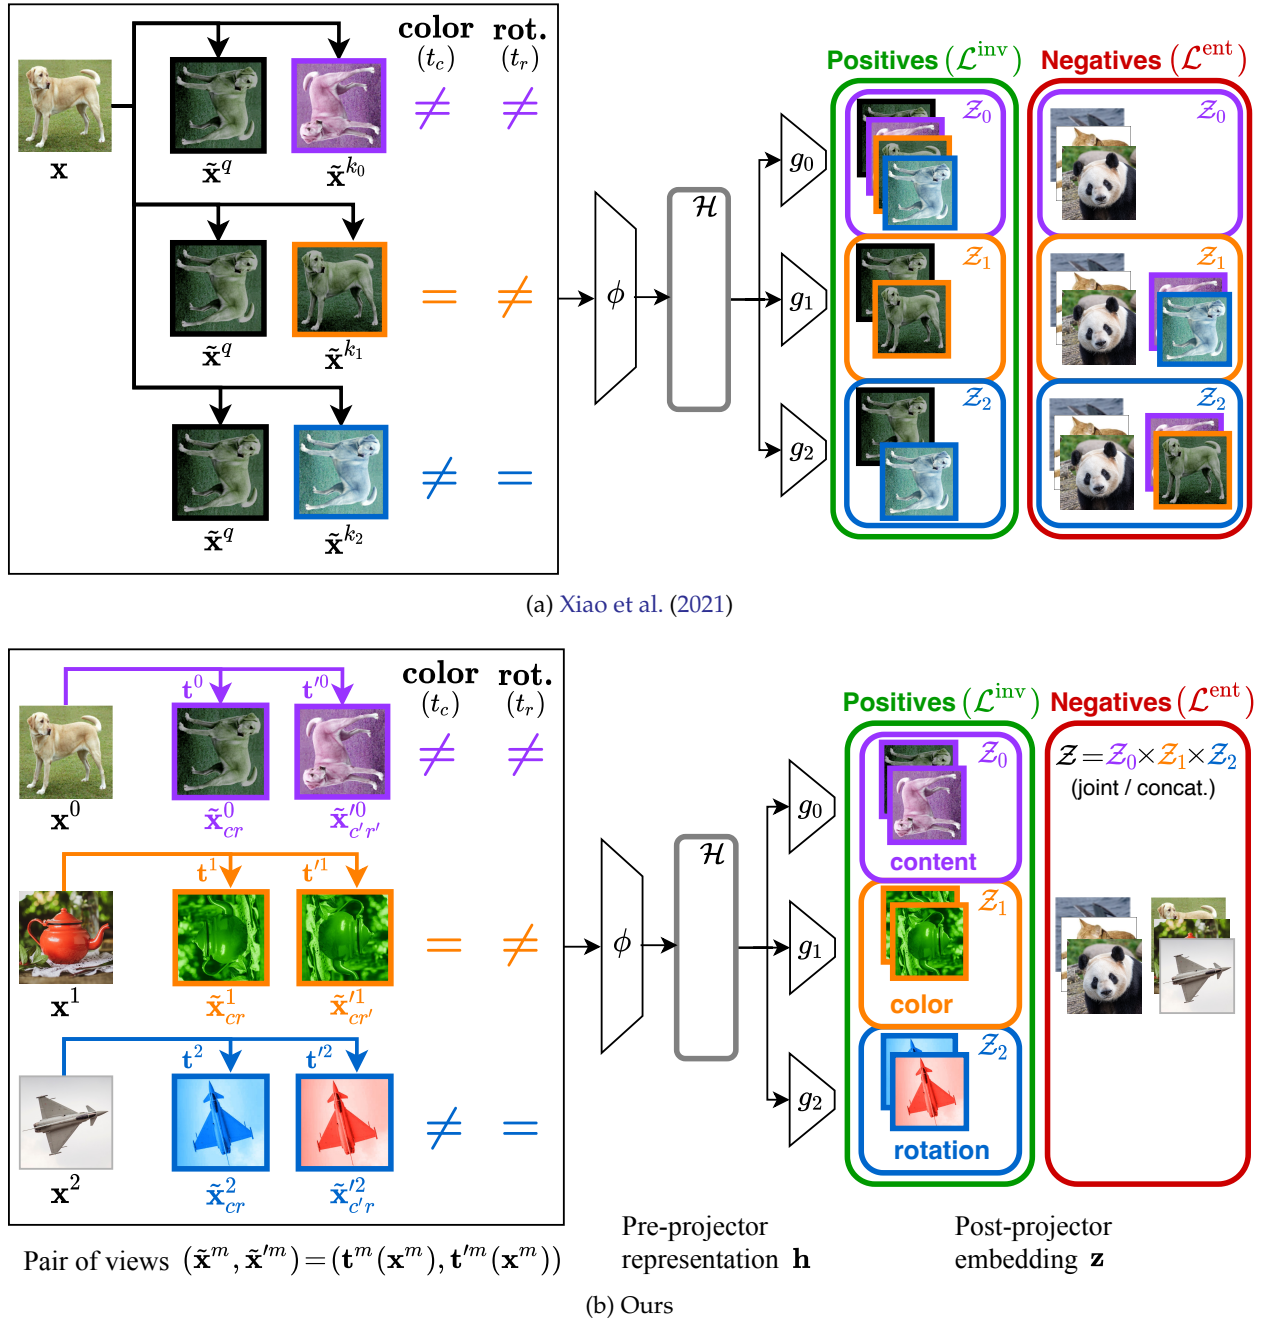 color rot.
(t_c) (t_r)
Positives (ℒ^inv) Negatives (ℒ^ent)
x
x̃^q x̃^{k_0} ≠ ≠
x̃^q x̃^{k_1} = ≠
x̃^q x̃^{k_2} ≠ =
ϕ
ℋ
g_0
g_1
g_2
𝒵_0 𝒵_0
𝒵_1 𝒵_1
𝒵_2 𝒵_2
(a) Xiao et al. (2021)
color rot.
(t_c) (t_r)
Positives (ℒ^inv) Negatives (ℒ^ent)
t^0 t′^0
x^0 x̃^0_{cr} x̃′^0_{c′r′} ≠ ≠
t^1 t′^1
x^1 x̃^1_{cr} x̃′^1_{cr′} = ≠
t^2 t′^2
x^2 x̃^2_{cr} x̃′^2_{c′r} ≠ =
ϕ
ℋ
g_0
g_1
g_2
𝒵_0
content
𝒵_1
color
𝒵_2
rotation
𝒵 = 𝒵_0 × 𝒵_1 × 𝒵_2
(joint / concat.)
Pair of views (x̃^m, x̃′^m) = (t^m(x^m), t′^m(x^m))
Pre-projector
representation h
Post-projector
embedding z
(b) Ours